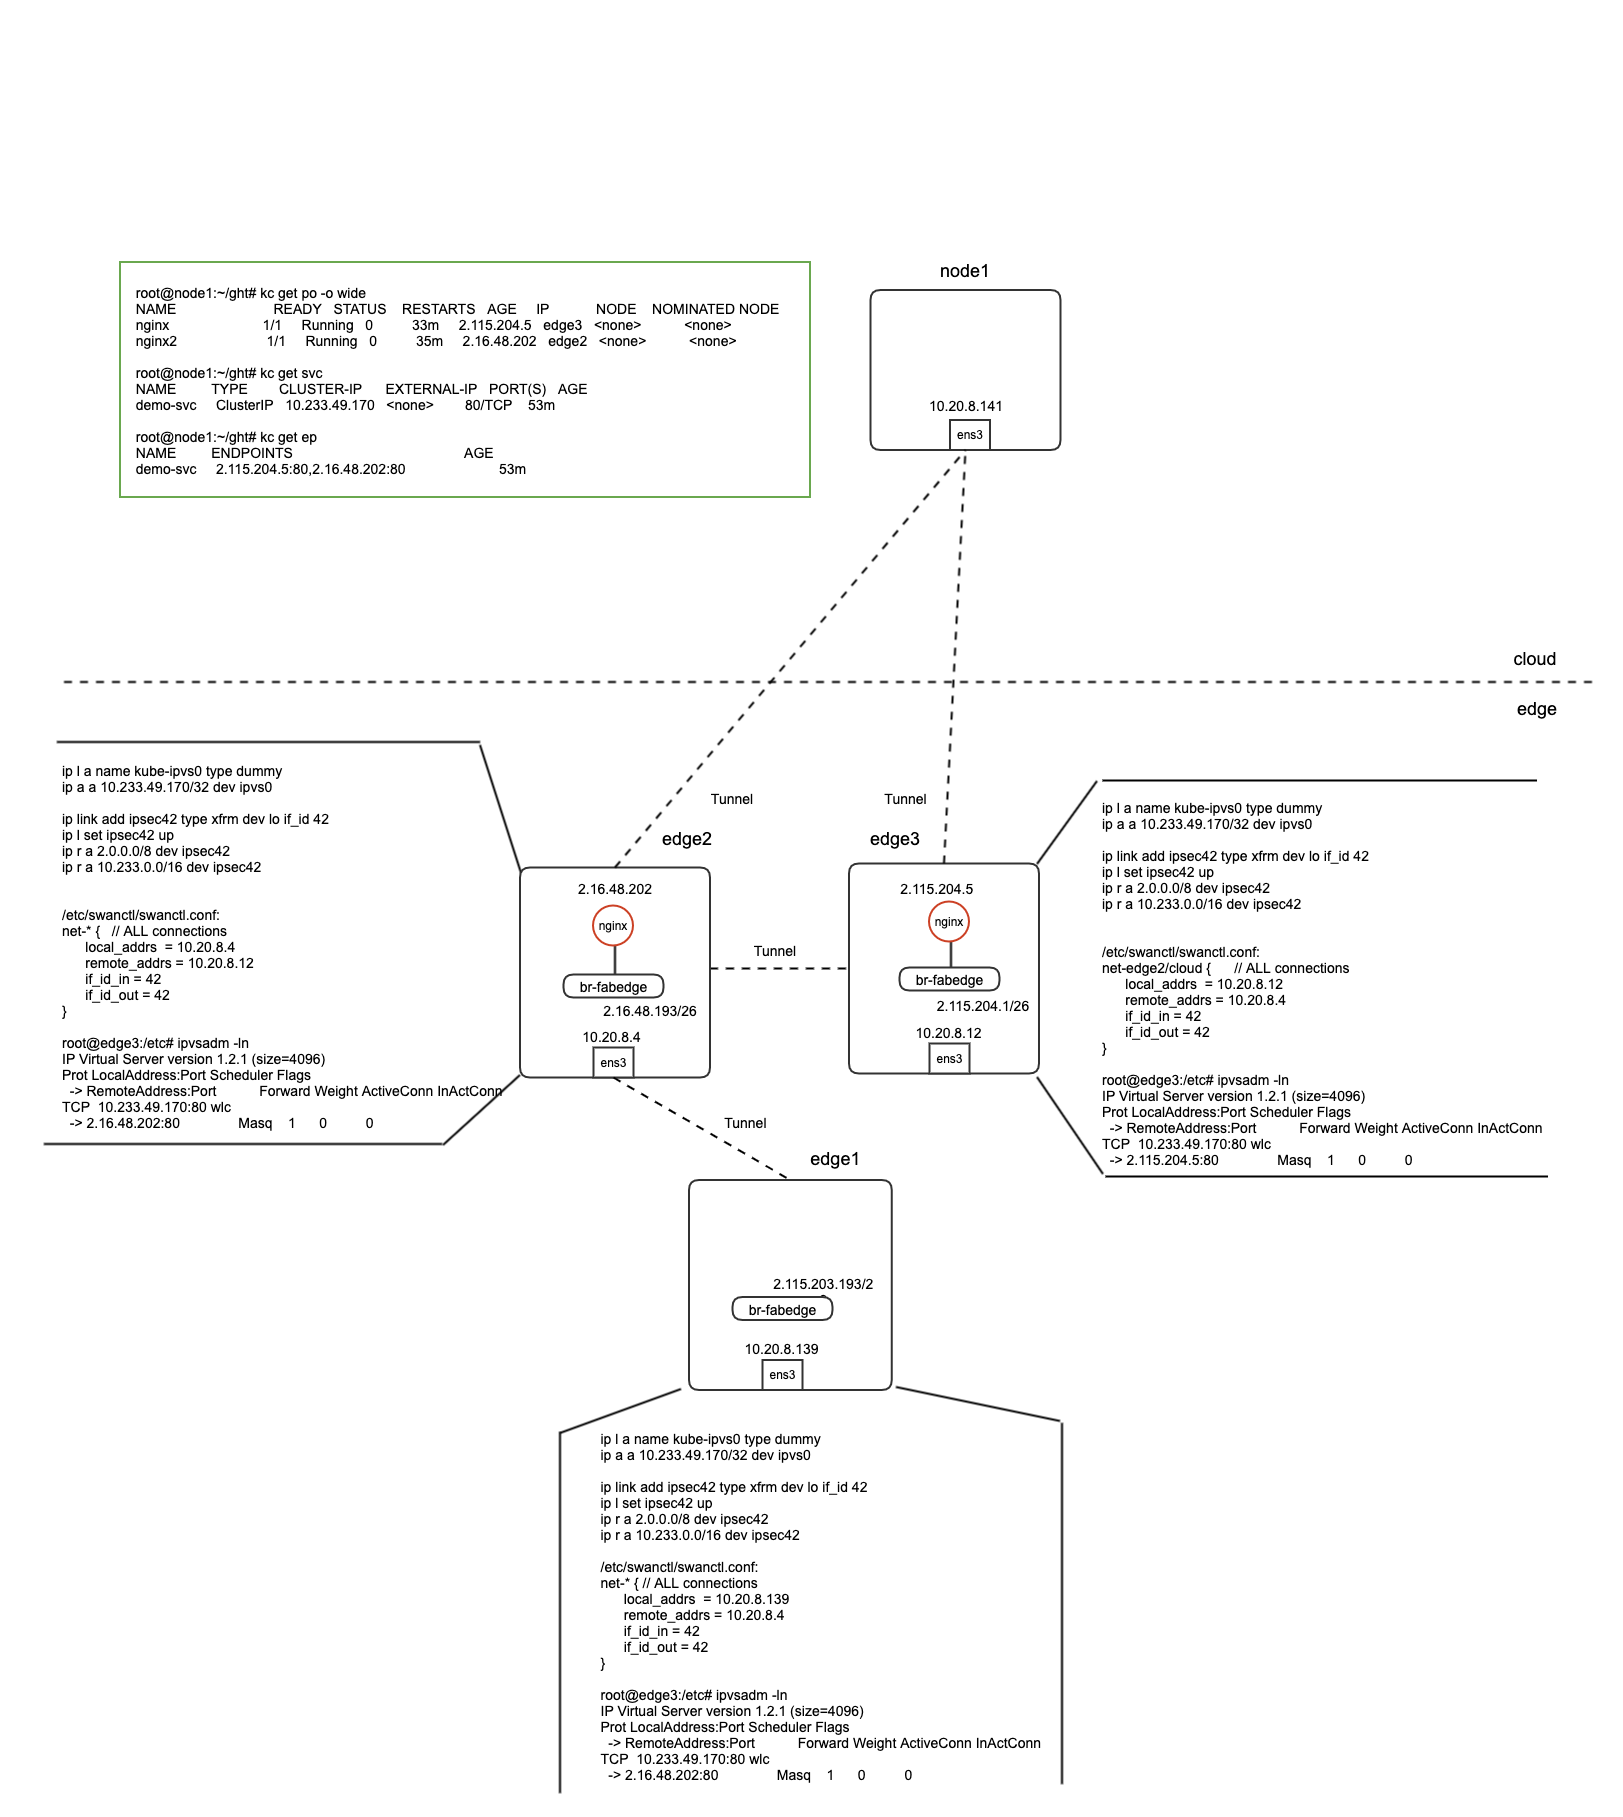 node1
root@node1:~/ght# kc get po -o wide
NAME READY STATUS RESTARTS AGE IP NODE NOMINATED NODE
nginx 1/1 Running 0 33m 2.115.204.5 edge3 <none> <none>
nginx2 1/1 Running 0 35m 2.16.48.202 edge2 <none> <none>
root@node1:~/ght# kc get svc
NAME TYPE CLUSTER-IP EXTERNAL-IP PORT(S) AGE
demo-svc ClusterIP 10.233.49.170 <none> 80/TCP 53m
root@node1:~/ght# kc get ep
NAME ENDPOINTS AGE
demo-svc 2.115.204.5:80,2.16.48.202:80 53m
10.20.8.141
ens3
cloud
edge
ip l a name kube-ipvs0 type dummy
ip a a 10.233.49.170/32 dev ipvs0
ip link add ipsec42 type xfrm dev lo if_id 42
ip l set ipsec42 up
ip r a 2.0.0.0/8 dev ipsec42
ip r a 10.233.0.0/16 dev ipsec42
/etc/swanctl/swanctl.conf:
net-* { // ALL connections
local_addrs = 10.20.8.4
remote_addrs = 10.20.8.12
if_id_in = 42
if_id_out = 42
}
root@edge3:/etc# ipvsadm -ln
IP Virtual Server version 1.2.1 (size=4096)
Prot LocalAddress:Port Scheduler Flags
-> RemoteAddress:Port Forward Weight ActiveConn InActConn
TCP 10.233.49.170:80 wlc
-> 2.16.48.202:80 Masq 1 0 0
Tunnel
Tunnel
edge2
edge3
2.16.48.202
nginx
br-fabedge
2.16.48.193/26
10.20.8.4
ens3
Tunnel
2.115.204.5
nginx
br-fabedge
2.115.204.1/26
10.20.8.12
ens3
ip l a name kube-ipvs0 type dummy
ip a a 10.233.49.170/32 dev ipvs0
ip link add ipsec42 type xfrm dev lo if_id 42
ip l set ipsec42 up
ip r a 2.0.0.0/8 dev ipsec42
ip r a 10.233.0.0/16 dev ipsec42
/etc/swanctl/swanctl.conf:
net-edge2/cloud { // ALL connections
local_addrs = 10.20.8.12
remote_addrs = 10.20.8.4
if_id_in = 42
if_id_out = 42
}
root@edge3:/etc# ipvsadm -ln
IP Virtual Server version 1.2.1 (size=4096)
Prot LocalAddress:Port Scheduler Flags
-> RemoteAddress:Port Forward Weight ActiveConn InActConn
TCP 10.233.49.170:80 wlc
-> 2.115.204.5:80 Masq 1 0 0
Tunnel
edge1
2.115.203.193/2
br-fabedge
10.20.8.139
ens3
ip l a name kube-ipvs0 type dummy
ip a a 10.233.49.170/32 dev ipvs0
ip link add ipsec42 type xfrm dev lo if_id 42
ip l set ipsec42 up
ip r a 2.0.0.0/8 dev ipsec42
ip r a 10.233.0.0/16 dev ipsec42
/etc/swanctl/swanctl.conf:
net-* { // ALL connections
local_addrs = 10.20.8.139
remote_addrs = 10.20.8.4
if_id_in = 42
if_id_out = 42
}
root@edge3:/etc# ipvsadm -ln
IP Virtual Server version 1.2.1 (size=4096)
Prot LocalAddress:Port Scheduler Flags
-> RemoteAddress:Port Forward Weight ActiveConn InActConn
TCP 10.233.49.170:80 wlc
-> 2.16.48.202:80 Masq 1 0 0